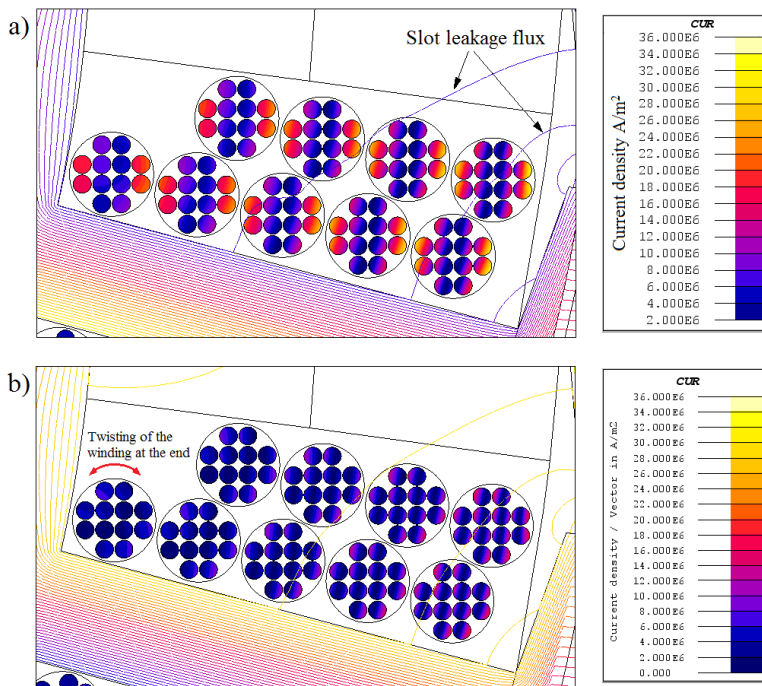 a)
Slot leakage flux
CUR
Current density A/m²
36.000E6
34.000E6
32.000E6
30.000E6
28.000E6
26.000E6
24.000E6
22.000E6
20.000E6
18.000E6
16.000E6
14.000E6
12.000E6
10.000E6
8.000E6
6.000E6
4.000E6
2.000E6
b)
Twisting of the
winding at the end
CUR
Current density / Vector in A/m2
36.000E6
34.000E6
32.000E6
30.000E6
28.000E6
26.000E6
24.000E6
22.000E6
20.000E6
18.000E6
16.000E6
14.000E6
12.000E6
10.000E6
8.000E6
6.000E6
4.000E6
2.000E6
0.000